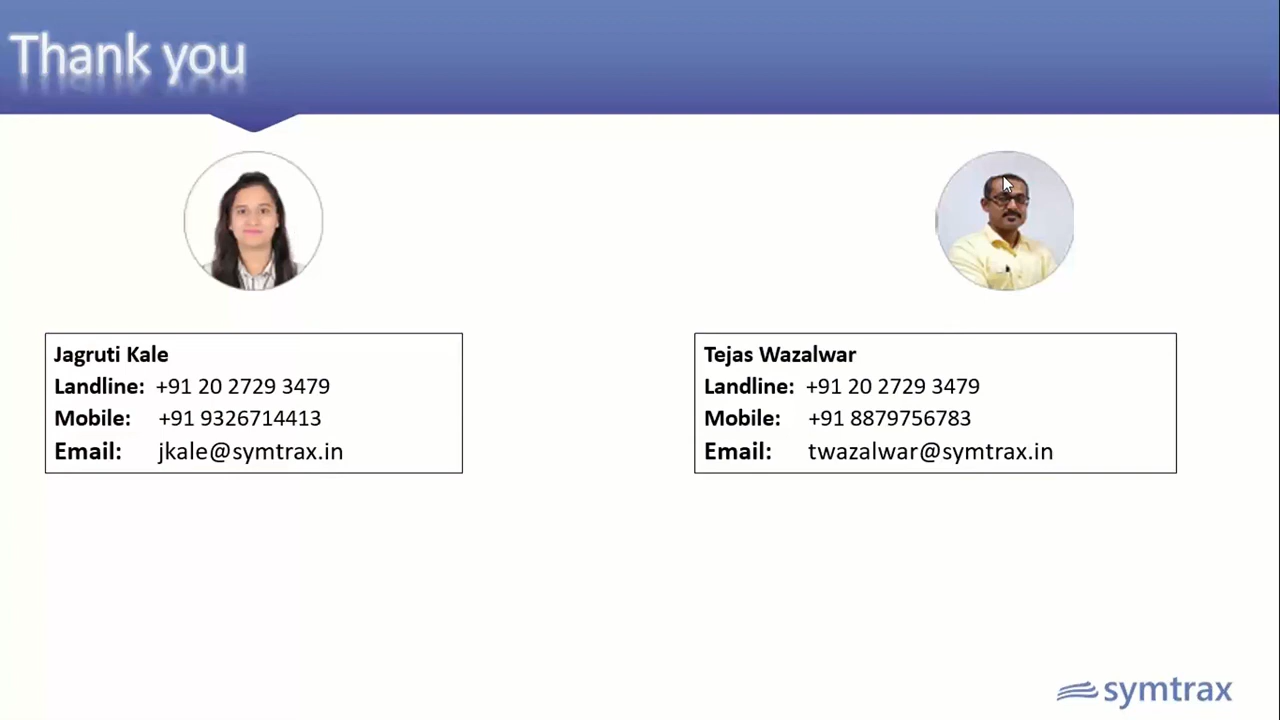 Thank you
Jagruti Kale
Landline: +91 20 2729 3479
Mobile: +91 9326714413
Email: jkale@symtrax.in
Tejas Wazalwar
Landline: +91 20 2729 3479
Mobile: +91 8879756783
Email: twazalwar@symtrax.in
symtrax